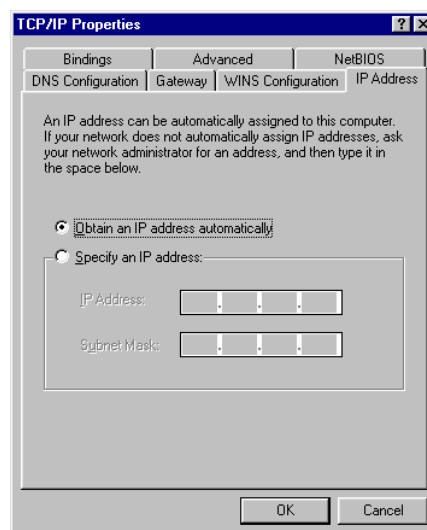 TCP/IP Properties
? ×
Bindings Advanced NetBIOS
DNS Configuration Gateway WINS Configuration IP Address
An IP address can be automatically assigned to this computer.
If your network does not automatically assign IP addresses, ask
your network administrator for an address, and then type it in
the space below.
Obtain an IP address automatically
Specify an IP address:
IP Address: . . .
Subnet Mask: . . .
OK Cancel